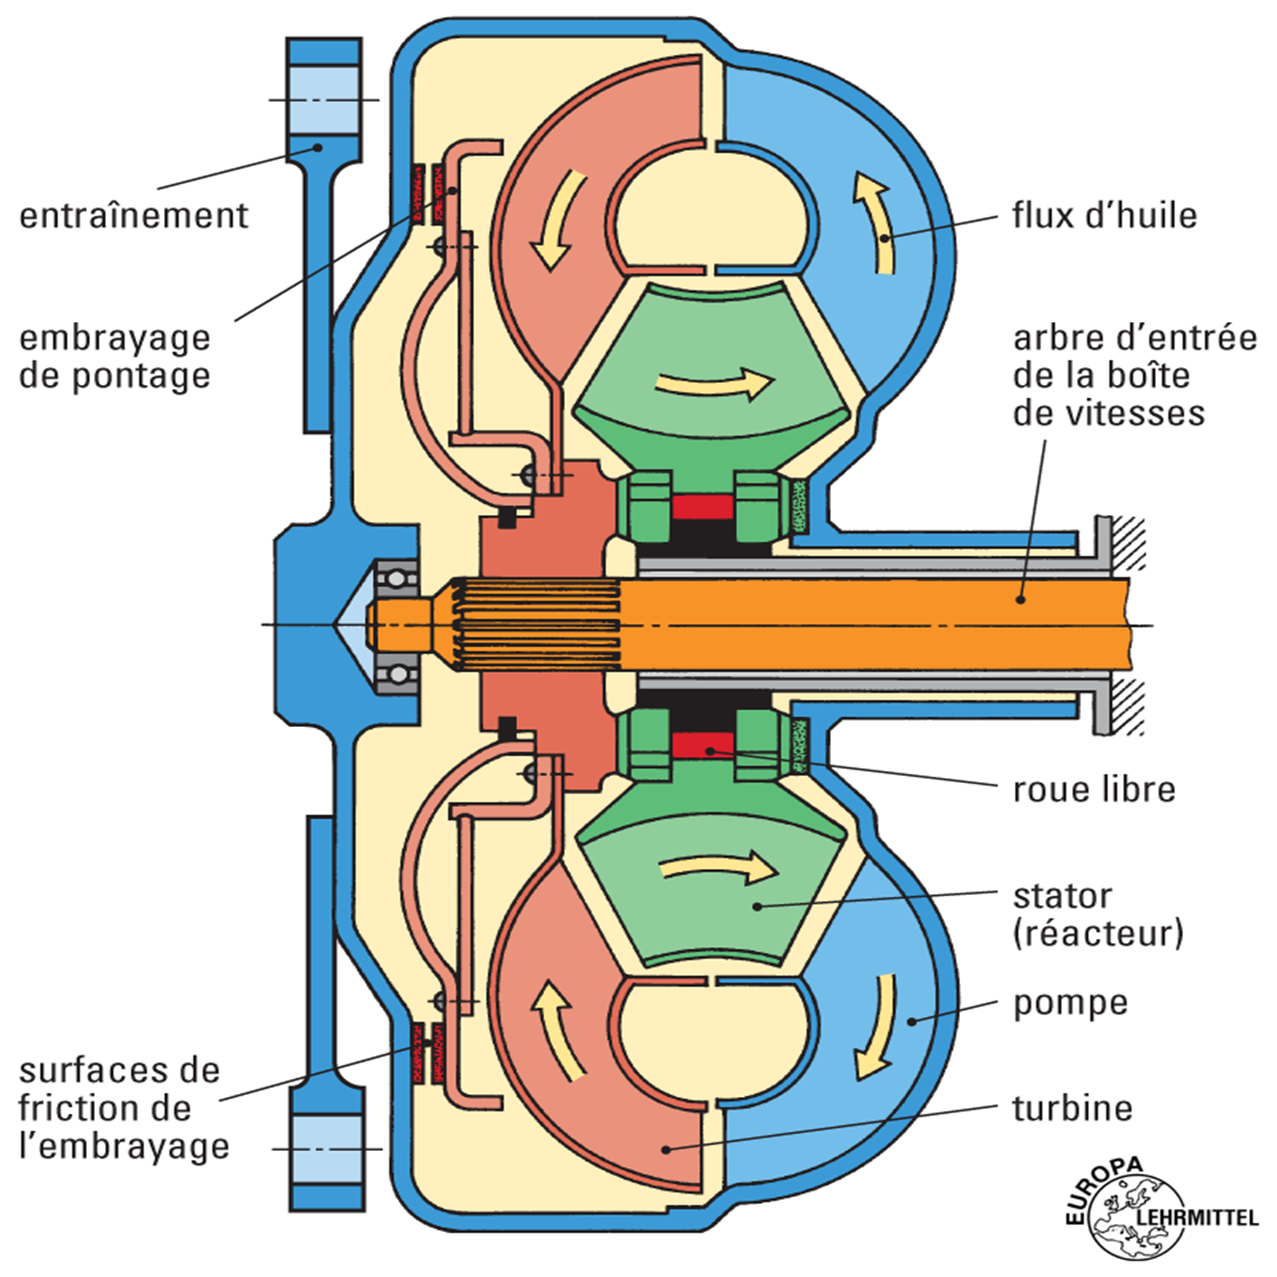 entraînement
embrayage
de pontage
surfaces de
friction de
l'embrayage
flux d'huile
arbre d'entrée
de la boîte
de vitesses
roue libre
stator
(réacteur)
pompe
turbine
EUROPA
LEHRMITTEL